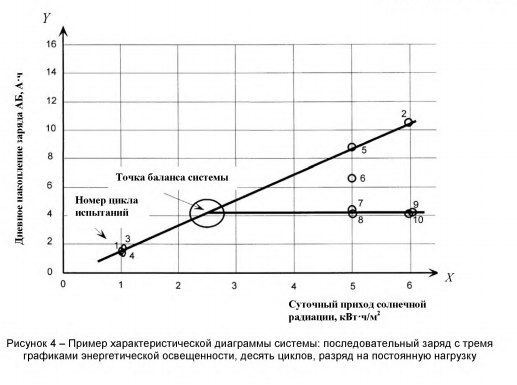 Y
16
14
12
10
8
6
4
2
0
Дневное накопление заряда АБ, А·ч
2
5
6
Точка баланса системы
Номер цикла
испытаний
7
9
8
10
1
3
4
0 1 2 3 4 5 6
X
Суточный приход солнечной
радиации, кВт·ч/м²
Рисунок 4 – Пример характеристической диаграммы системы: последовательный заряд с тремя
графиками энергетической освещенности, десять циклов, разряд на постоянную нагрузку